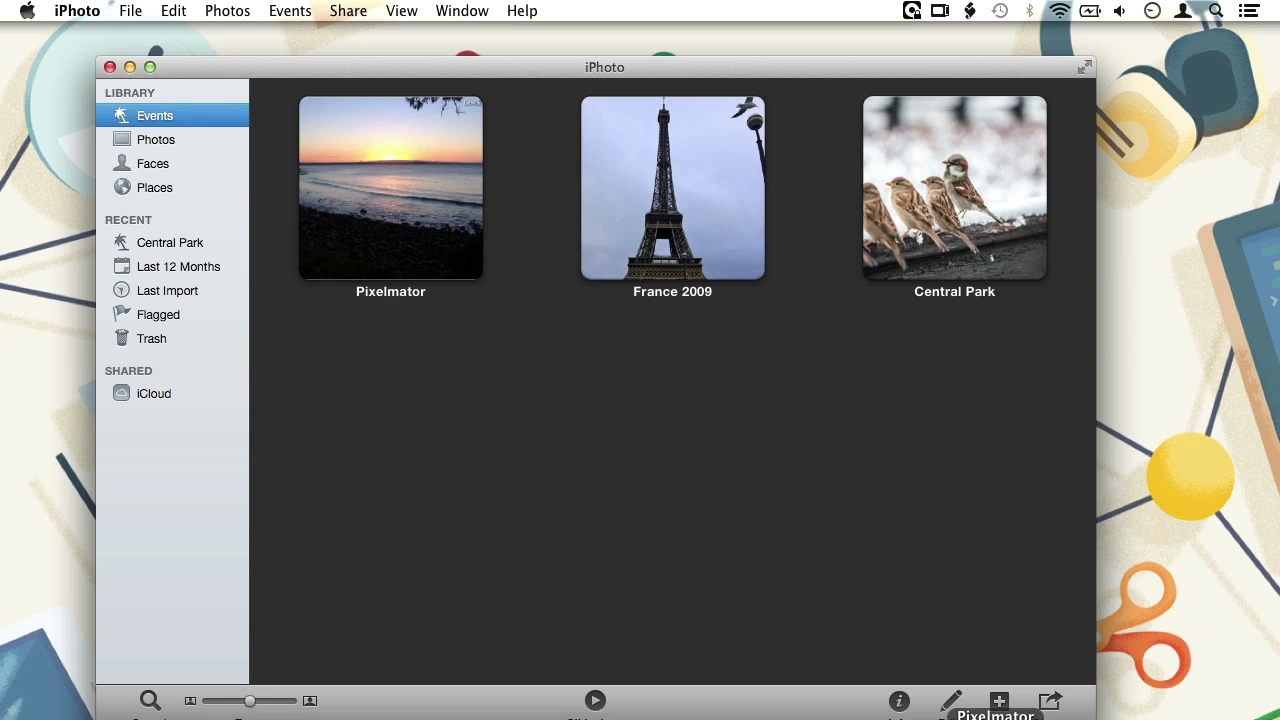 iPhoto File Edit Photos Events Share View Window Help
iPhoto
LIBRARY
Events
Photos
Faces
Places
RECENT
Central Park
Last 12 Months
Last Import
Flagged
Trash
SHARED
iCloud
Pixelmator
France 2009
Central Park
Pixelmator